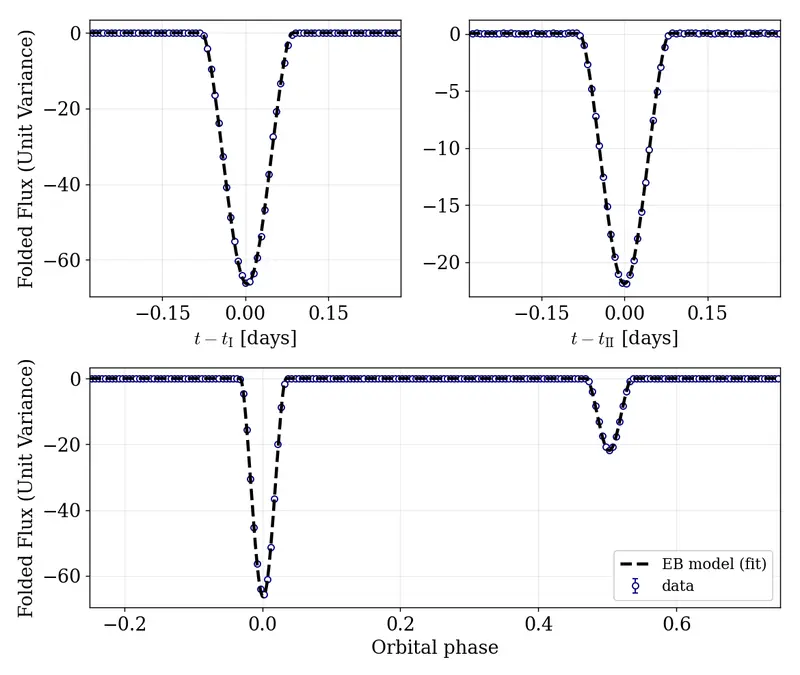 Folded Flux (Unit Variance)
0
−20
−40
−60
−0.15 0.00 0.15
t − tI [days]
0
−5
−10
−15
−20
−0.15 0.00 0.15
t − tII [days]
Folded Flux (Unit Variance)
0
−20
−40
−60
EB model (fit)
data
−0.2 0.0 0.2 0.4 0.6
Orbital phase